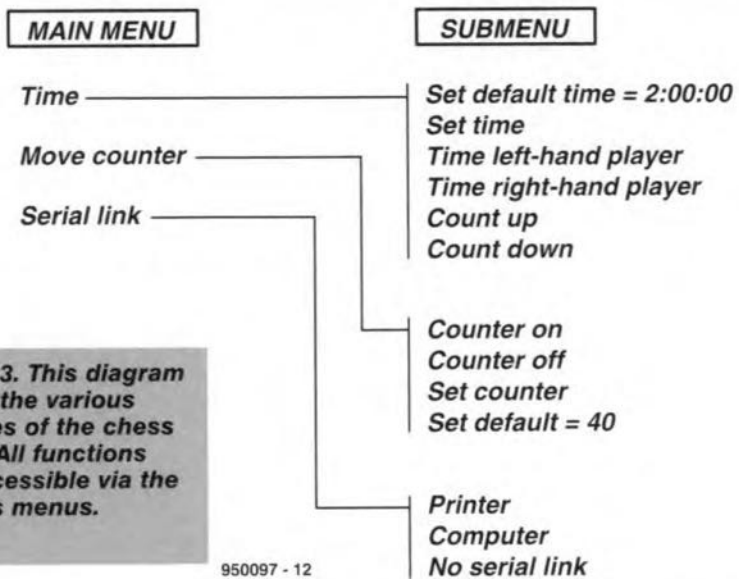 MAIN MENU
SUBMENU
Time
Set default time = 2:00:00
Set time
Time left-hand player
Time right-hand player
Count up
Count down
Move counter
Counter on
Counter off
Set counter
Set default = 40
Serial link
Printer
Computer
No serial link
3. This diagram
the various
es of the chess
All functions
cessible via the
s menus.
950097 - 12